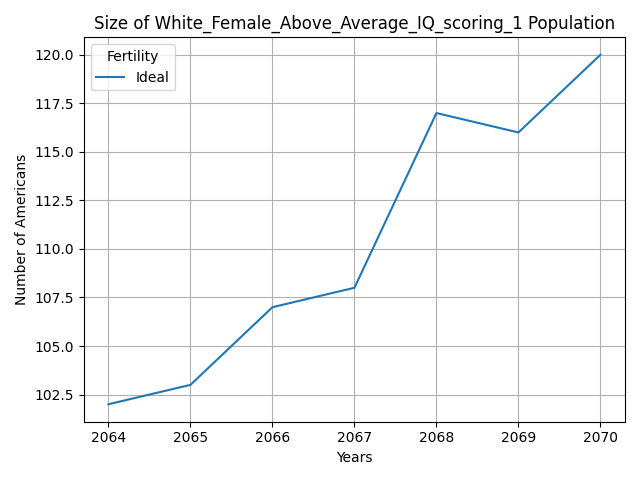 Size of White_Female_Above_Average_IQ_scoring_1 Population
Fertility
Ideal
Number of Americans
120.0
117.5
115.0
112.5
110.0
107.5
105.0
102.5
2064 2065 2066 2067 2068 2069 2070
Years